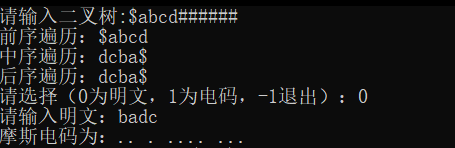 请输入二叉树:$abcd######
前序遍历：$abcd
中序遍历：dcba$
后序遍历：dcba$
请选择（0为明文，1为电码，-1退出）：0
请输入明文：badc
摩斯电码为：.. . .... ...